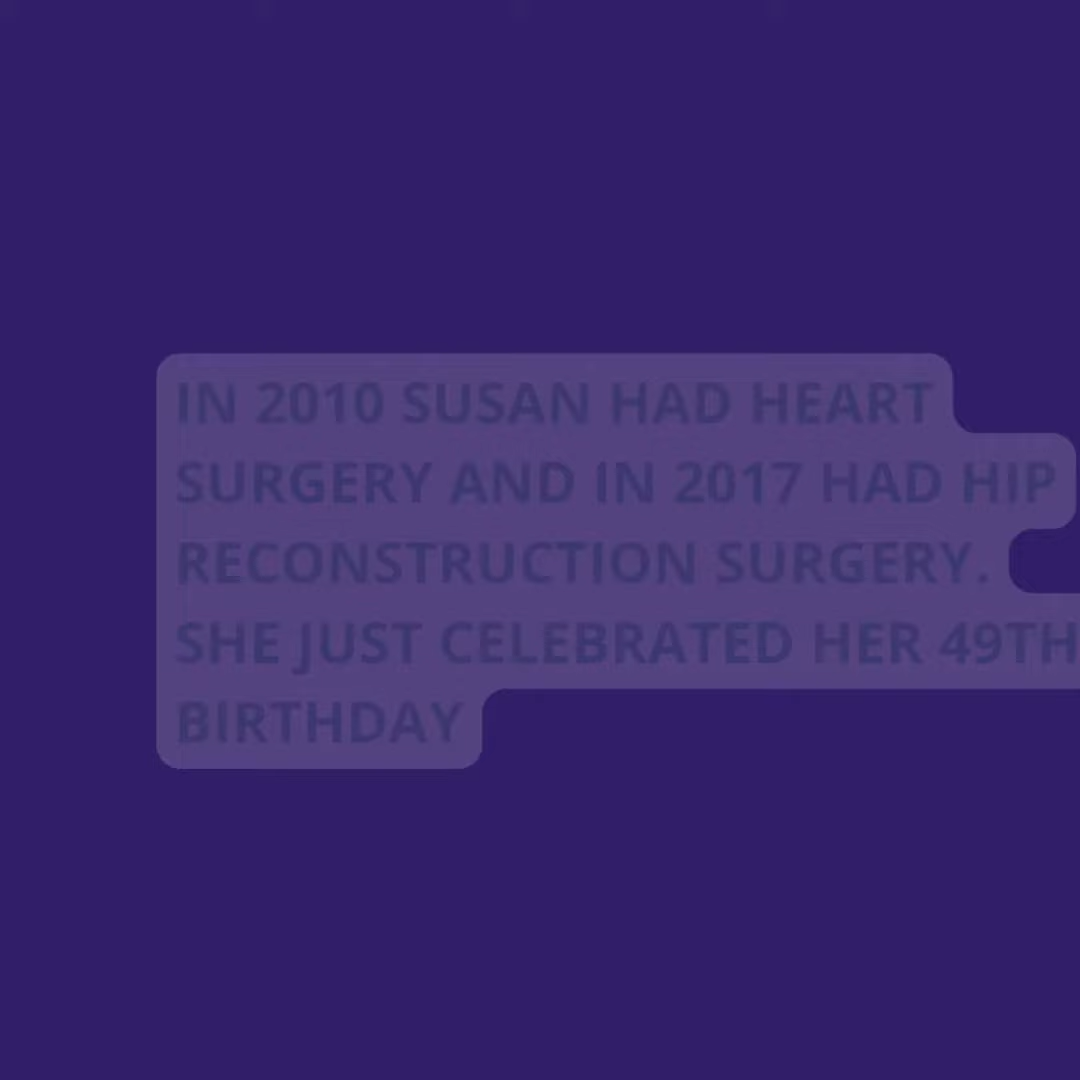 IN 2010 SUSAN HAD HEART
SURGERY AND IN 2017 HAD HIP
RECONSTRUCTION SURGERY.
SHE JUST CELEBRATED HER 49TH
BIRTHDAY